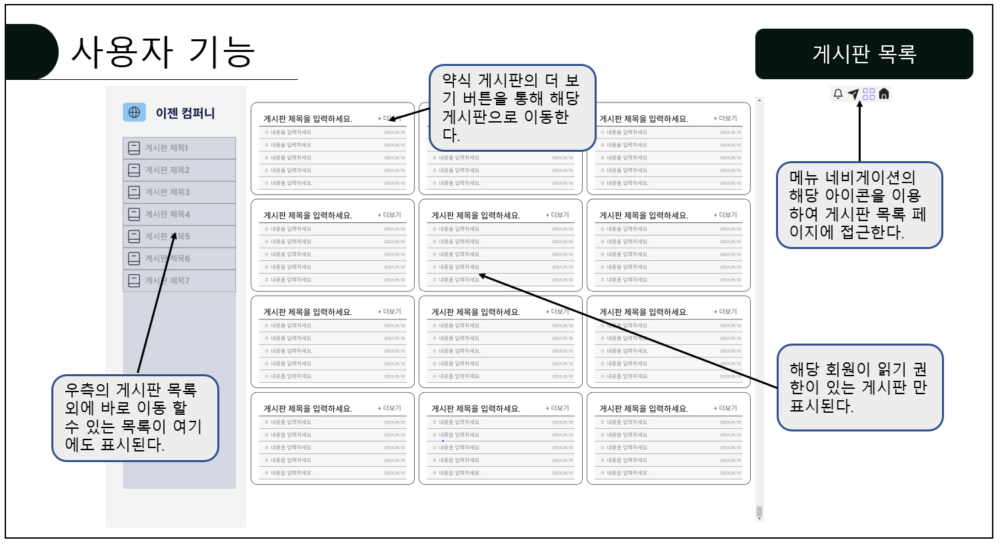 사용자 기능
게시판 목록
약식 게시판의 더 보
기 버튼을 통해 해당
게시판으로 이동한
다.
이젠 컴퍼니
게시판 제목1
게시판 제목2
게시판 제목3
게시판 제목4
게시판 제목5
게시판 제목6
게시판 제목7
게시판 제목을 입력하세요. + 더보기
내용을 입력하세요. 2024.05.10
내용을 입력하세요. 2024.05.10
내용을 입력하세요. 2024.05.10
내용을 입력하세요. 2024.05.10
내용을 입력하세요. 2024.05.10
내용을 입력하세요. 2024.05.10
내용을 입력하세요. 2024.05.10
내용을 입력하세요. 2024.05.10
게시판 제목을 입력하세요. + 더보기
내용을 입력하세요. 2024.05.10
내용을 입력하세요. 2024.05.10
내용을 입력하세요. 2024.05.10
내용을 입력하세요. 2024.05.10
내용을 입력하세요. 2024.05.10
게시판 제목을 입력하세요. + 더보기
내용을 입력하세요. 2024.05.10
내용을 입력하세요. 2024.05.10
내용을 입력하세요. 2024.05.10
내용을 입력하세요. 2024.05.10
내용을 입력하세요. 2024.05.10
게시판 제목을 입력하세요. + 더보기
내용을 입력하세요. 2024.05.10
내용을 입력하세요. 2024.05.10
내용을 입력하세요. 2024.05.10
내용을 입력하세요. 2024.05.10
내용을 입력하세요. 2024.05.10
게시판 제목을 입력하세요. + 더보기
내용을 입력하세요. 2024.05.10
내용을 입력하세요. 2024.05.10
내용을 입력하세요. 2024.05.10
내용을 입력하세요. 2024.05.10
내용을 입력하세요. 2024.05.10
게시판 제목을 입력하세요. + 더보기
내용을 입력하세요. 2024.05.10
내용을 입력하세요. 2024.05.10
내용을 입력하세요. 2024.05.10
내용을 입력하세요. 2024.05.10
내용을 입력하세요. 2024.05.10
게시판 제목을 입력하세요. + 더보기
내용을 입력하세요. 2024.05.10
내용을 입력하세요. 2024.05.10
내용을 입력하세요. 2024.05.10
내용을 입력하세요. 2024.05.10
내용을 입력하세요. 2024.05.10
게시판 제목을 입력하세요. + 더보기
내용을 입력하세요. 2024.05.10
내용을 입력하세요. 2024.05.10
내용을 입력하세요. 2024.05.10
내용을 입력하세요. 2024.05.10
내용을 입력하세요. 2024.05.10
게시판 제목을 입력하세요. + 더보기
내용을 입력하세요. 2024.05.10
내용을 입력하세요. 2024.05.10
내용을 입력하세요. 2024.05.10
내용을 입력하세요. 2024.05.10
내용을 입력하세요. 2024.05.10
게시판 제목을 입력하세요. + 더보기
내용을 입력하세요. 2024.05.10
내용을 입력하세요. 2024.05.10
내용을 입력하세요. 2024.05.10
내용을 입력하세요. 2024.05.10
내용을 입력하세요. 2024.05.10
게시판 제목을 입력하세요. + 더보기
내용을 입력하세요. 2024.05.10
내용을 입력하세요. 2024.05.10
내용을 입력하세요. 2024.05.10
내용을 입력하세요. 2024.05.10
내용을 입력하세요. 2024.05.10
메뉴 네비게이션의
해당 아이콘을 이용
하여 게시판 목록 페
이지에 접근한다.
해당 회원이 읽기 권
한이 있는 게시판 만
표시된다.
우측의 게시판 목록
외에 바로 이동 할
수 있는 목록이 여기
에도 표시된다.